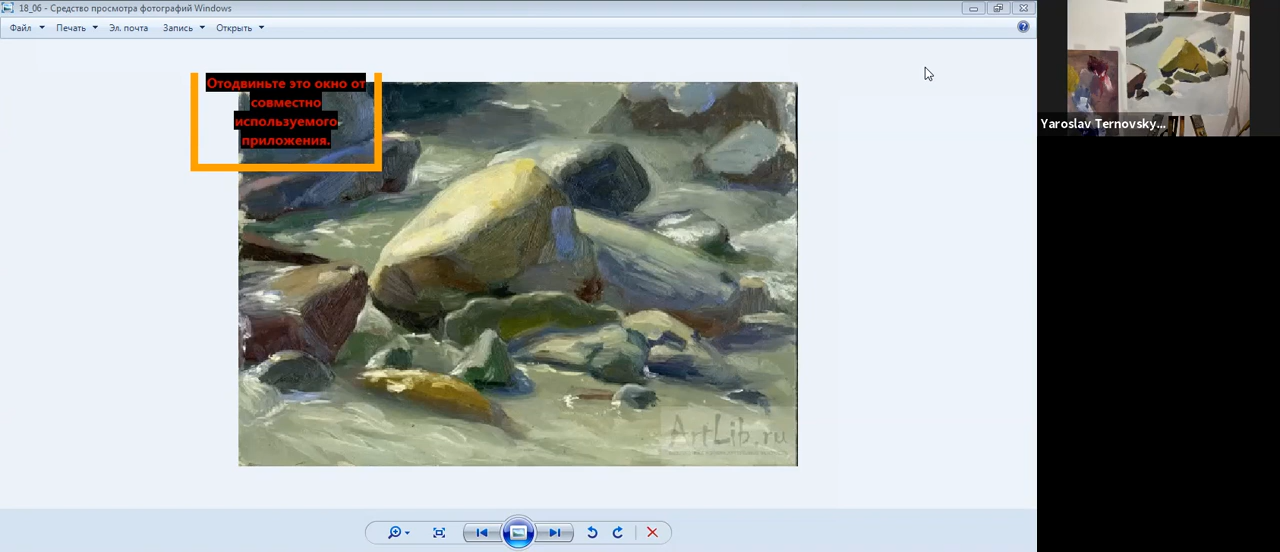 18_06 - Средство просмотра фотографий Windows
Файл Печать Эл. почта Запись Открыть
Отодвиньте это окно от
совместно
используемого
приложения.
Yaroslav Ternovsky...
ArtLib.ru